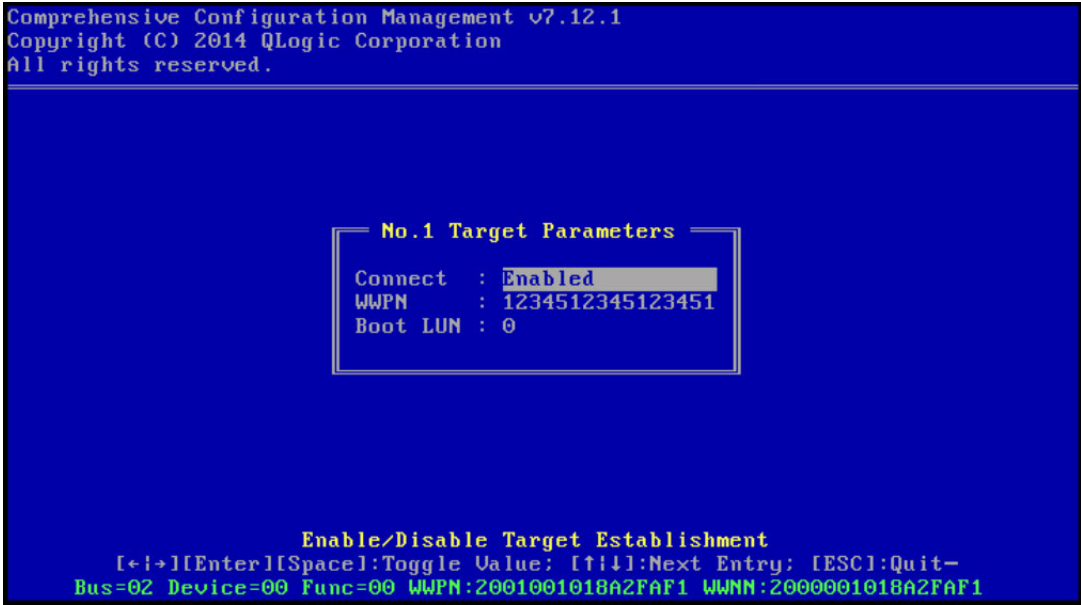 Comprehensive Configuration Management v7.12.1
Copyright (C) 2014 QLogic Corporation
All rights reserved.
No.1 Target Parameters
Connect : Enabled
WWPN : 1234512345123451
Boot LUN : 0
Enable/Disable Target Establishment
[←|→][Enter][Space]:Toggle Value; [↑|↓]:Next Entry; [ESC]:Quit
Bus=02 Device=00 Func=00 WWPN:2001001018A2FAF1 WWNN:2000001018A2FAF1